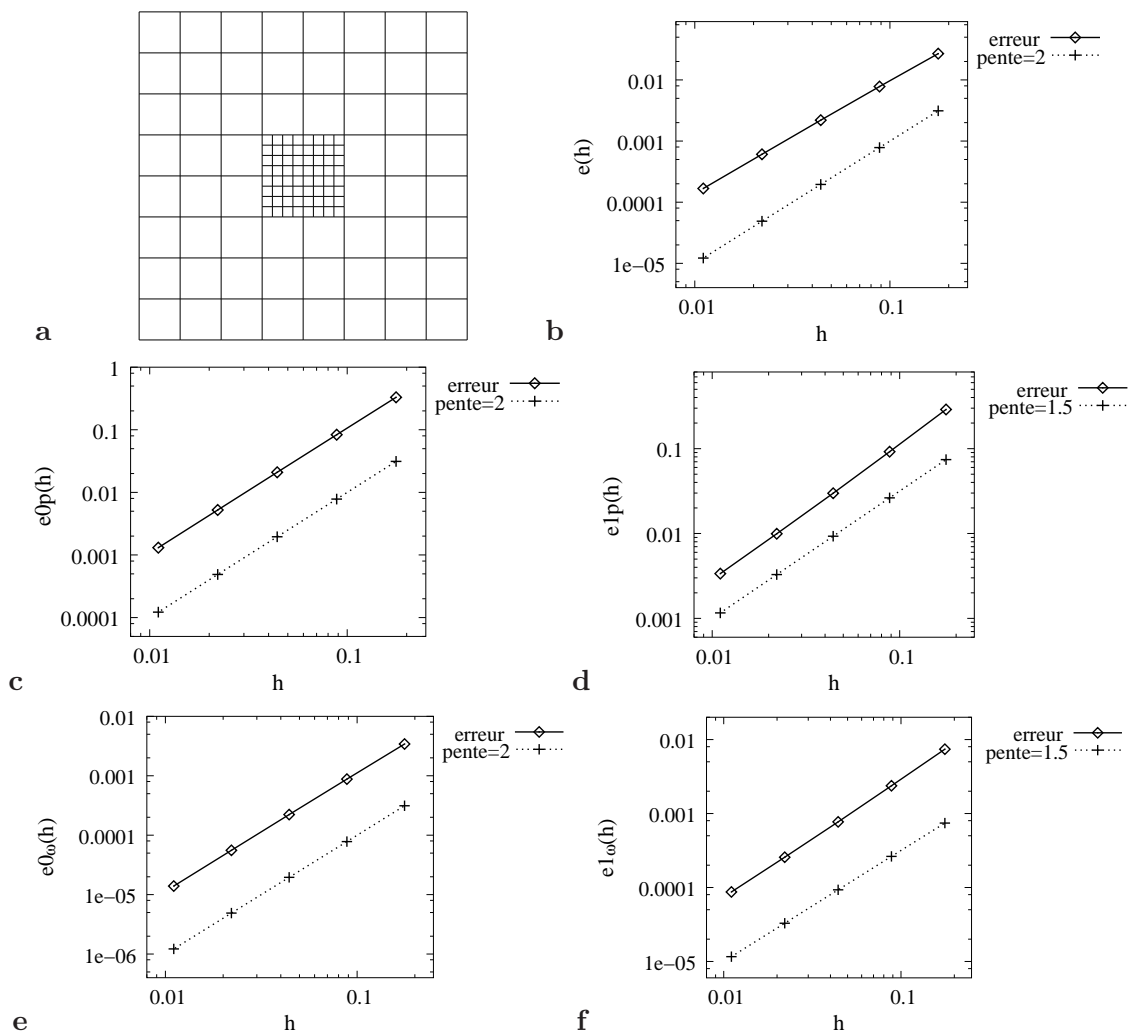 a
erreur
pente=2
0.01
0.001
0.0001
1e-05
e(h)
0.01 0.1
h
b
erreur
pente=2
1
0.1
0.01
0.001
0.0001
e0p(h)
0.01 0.1
h
c
erreur
pente=1.5
0.1
0.01
0.001
e1p(h)
0.01 0.1
h
d
erreur
pente=2
0.01
0.001
0.0001
1e-05
1e-06
e0ω(h)
0.01 0.1
h
e
erreur
pente=1.5
0.01
0.001
0.0001
1e-05
e1ω(h)
0.01 0.1
h
f